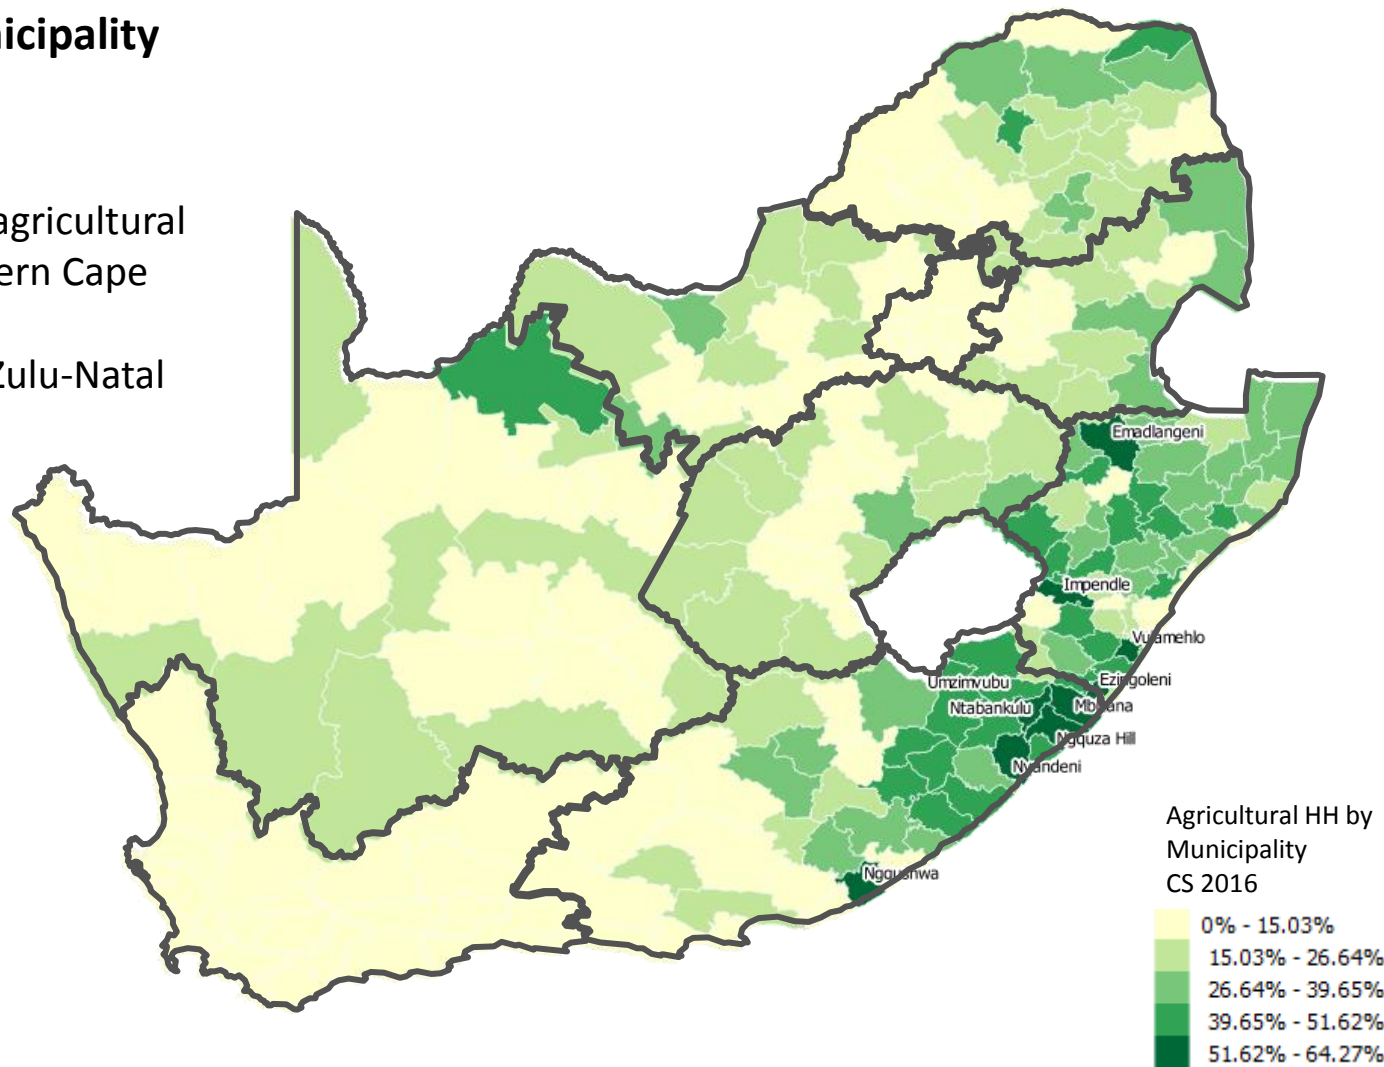 nicipality
agricultural
ern Cape
Zulu-Natal
Emadlangeni
Impendle
Vulamehlo
Umzimvubu
Ezingoleni
Ntabankulu
Mbizana
Ngquza Hill
Nyandeni
Ngqushwa
Agricultural HH by
Municipality
CS 2016
0% - 15.03%
15.03% - 26.64%
26.64% - 39.65%
39.65% - 51.62%
51.62% - 64.27%